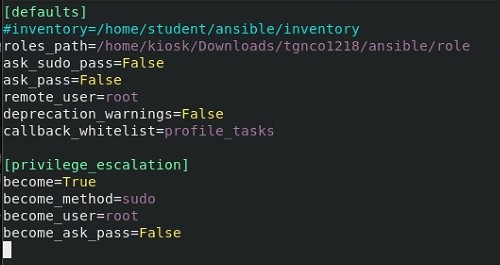 [defaults]
#inventory=/home/student/ansible/inventory
roles_path=/home/kiosk/Downloads/tgnco1218/ansible/role
ask_sudo_pass=False
ask_pass=False
remote_user=root
deprecation_warnings=False
callback_whitelist=profile_tasks
[privilege_escalation]
become=True
become_method=sudo
become_user=root
become_ask_pass=False